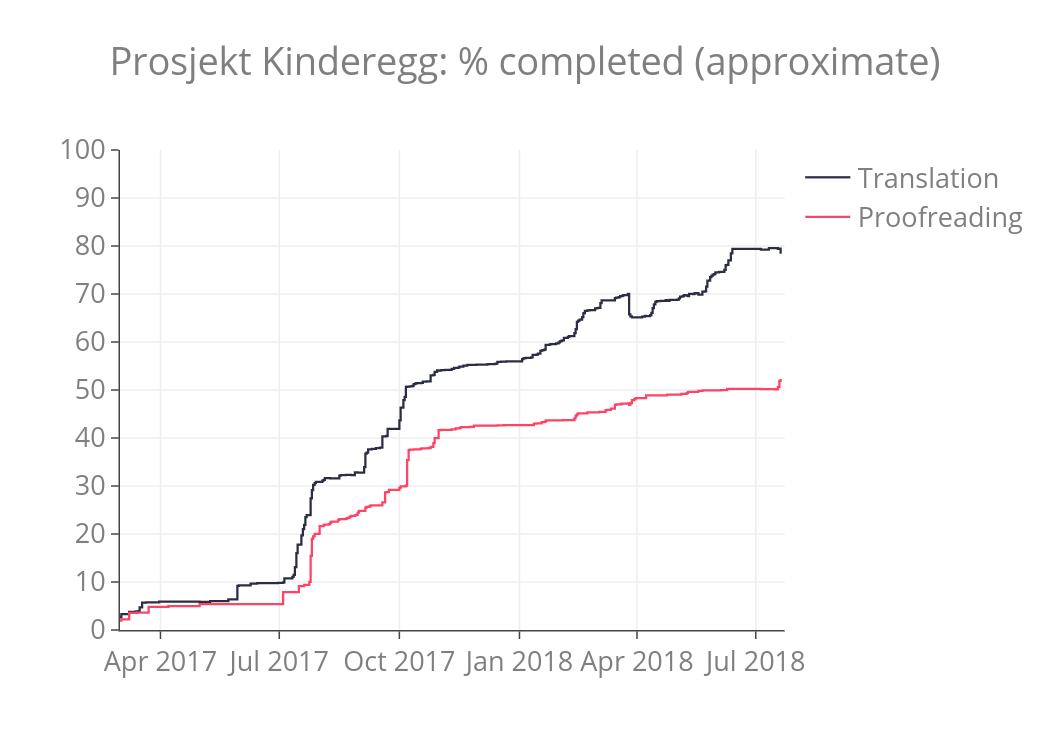 Prosjekt Kinderegg: % completed (approximate)
100
90
80
70
60
50
40
30
20
10
0
Apr 2017 Jul 2017 Oct 2017 Jan 2018 Apr 2018 Jul 2018
Translation
Proofreading